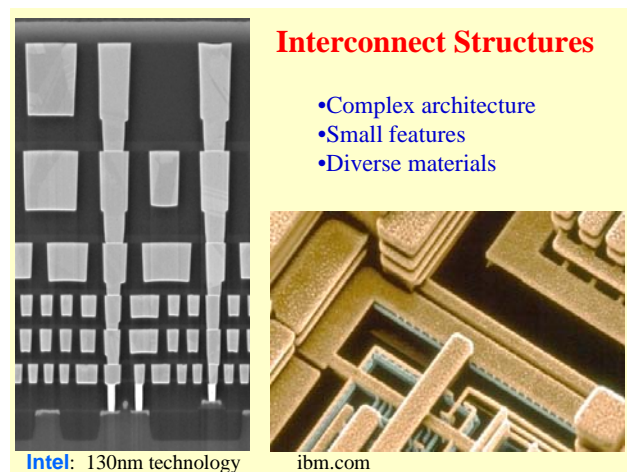 Interconnect Structures
•Complex architecture
•Small features
•Diverse materials
Intel: 130nm technology
ibm.com